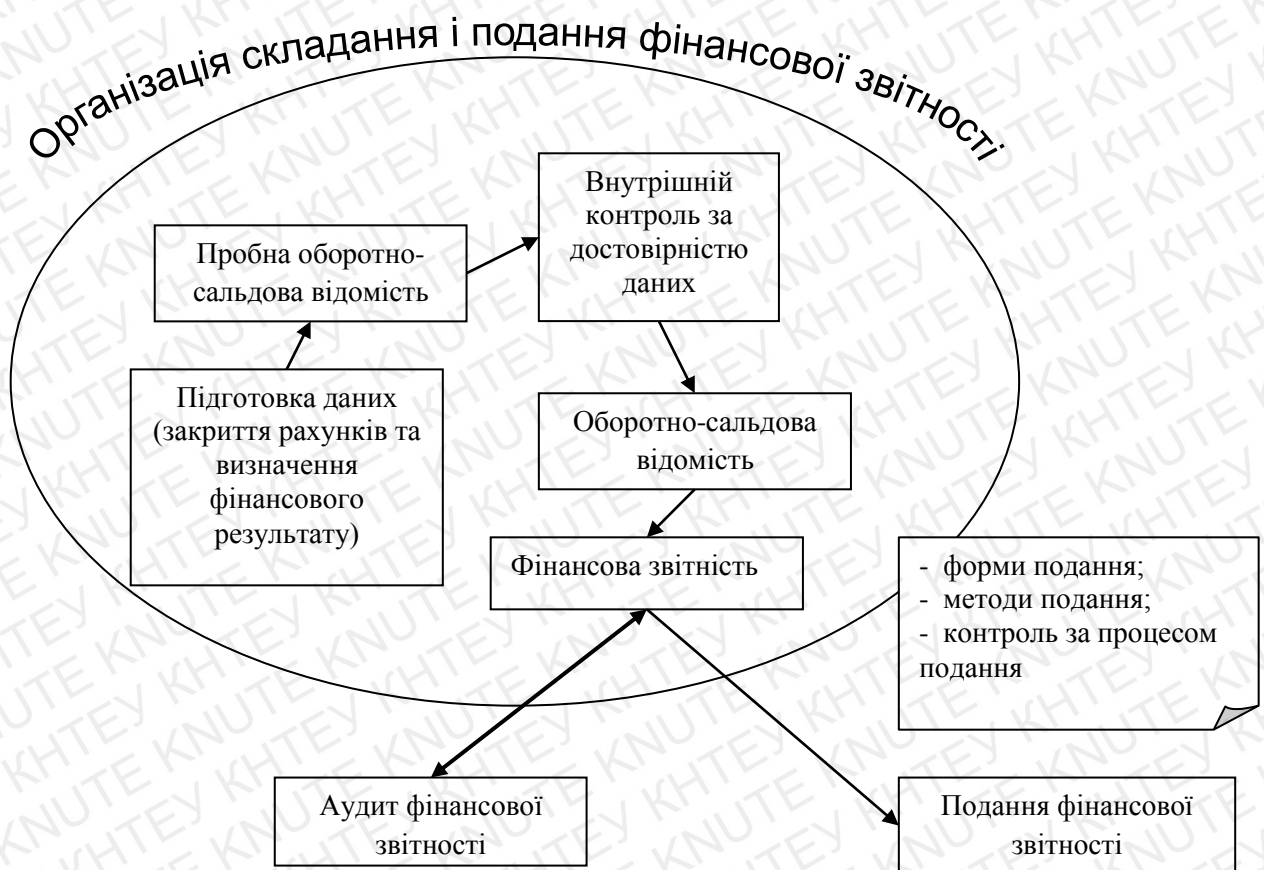 Організація складання і подання фінансової звітності
Внутрішній
контроль за
достовірністю
даних
Пробна оборотно-
сальдова відомість
Підготовка даних
(закриття рахунків та
визначення
фінансового
результату)
Оборотно-сальдова
відомість
Фінансова звітність
- форми подання;
- методи подання;
- контроль за процесом
подання
Аудит фінансової
звітності
Подання фінансової
звітності